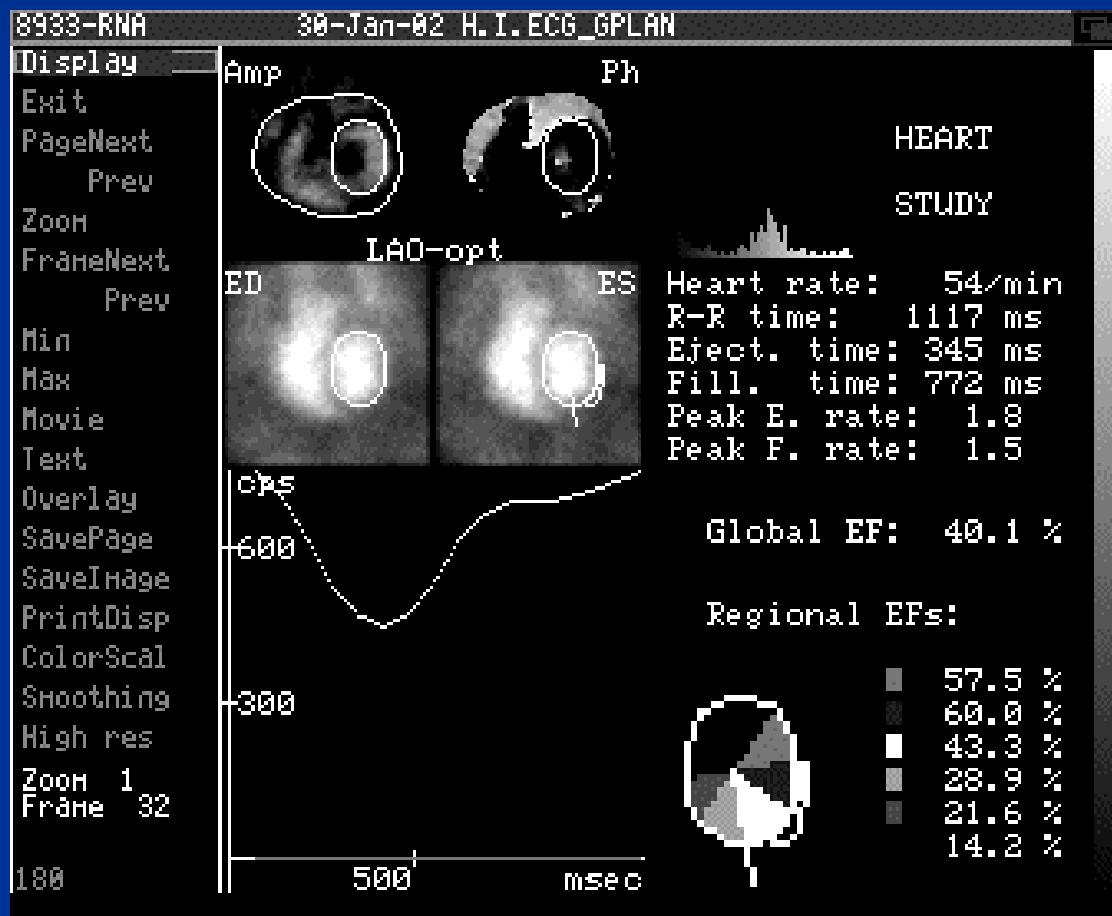 8933-RNA 30-Jan-02 H.I.ECG_GPLAN
Display
Exit
PageNext
Prev
Zoom
FrameNext
Prev
Min
Max
Movie
Text
Overlay
SavePage
SaveImage
PrintDisp
ColorScal
Smoothing
High res
Zoom 1
Frame 32
180
Amp Ph
LAO-opt
ED ES
cps
600
300
500 msec
HEART
STUDY
Heart rate: 54/min
R-R time: 1117 ms
Eject. time: 345 ms
Fill. time: 772 ms
Peak E. rate: 1.8
Peak F. rate: 1.5
Global EF: 40.1 %
Regional EFs:
57.5 %
60.0 %
43.3 %
28.9 %
21.6 %
14.2 %